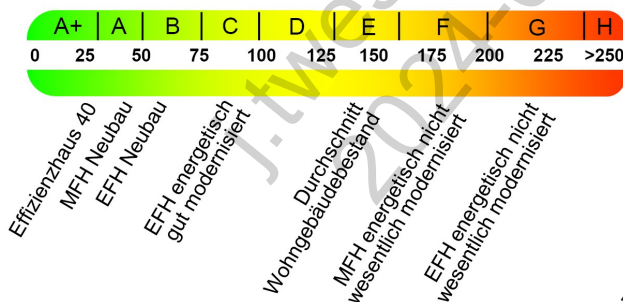 A+ A B C D E F G H
0 25 50 75 100 125 150 175 200 225 >250
Effizienzhaus 40
MFH Neubau
EFH Neubau
EFH energetisch
gut modernisiert
Durchschnitt
Wohngebäudebestand
MFH energetisch nicht
wesentlich modernisiert
EFH energetisch nicht
wesentlich modernisiert